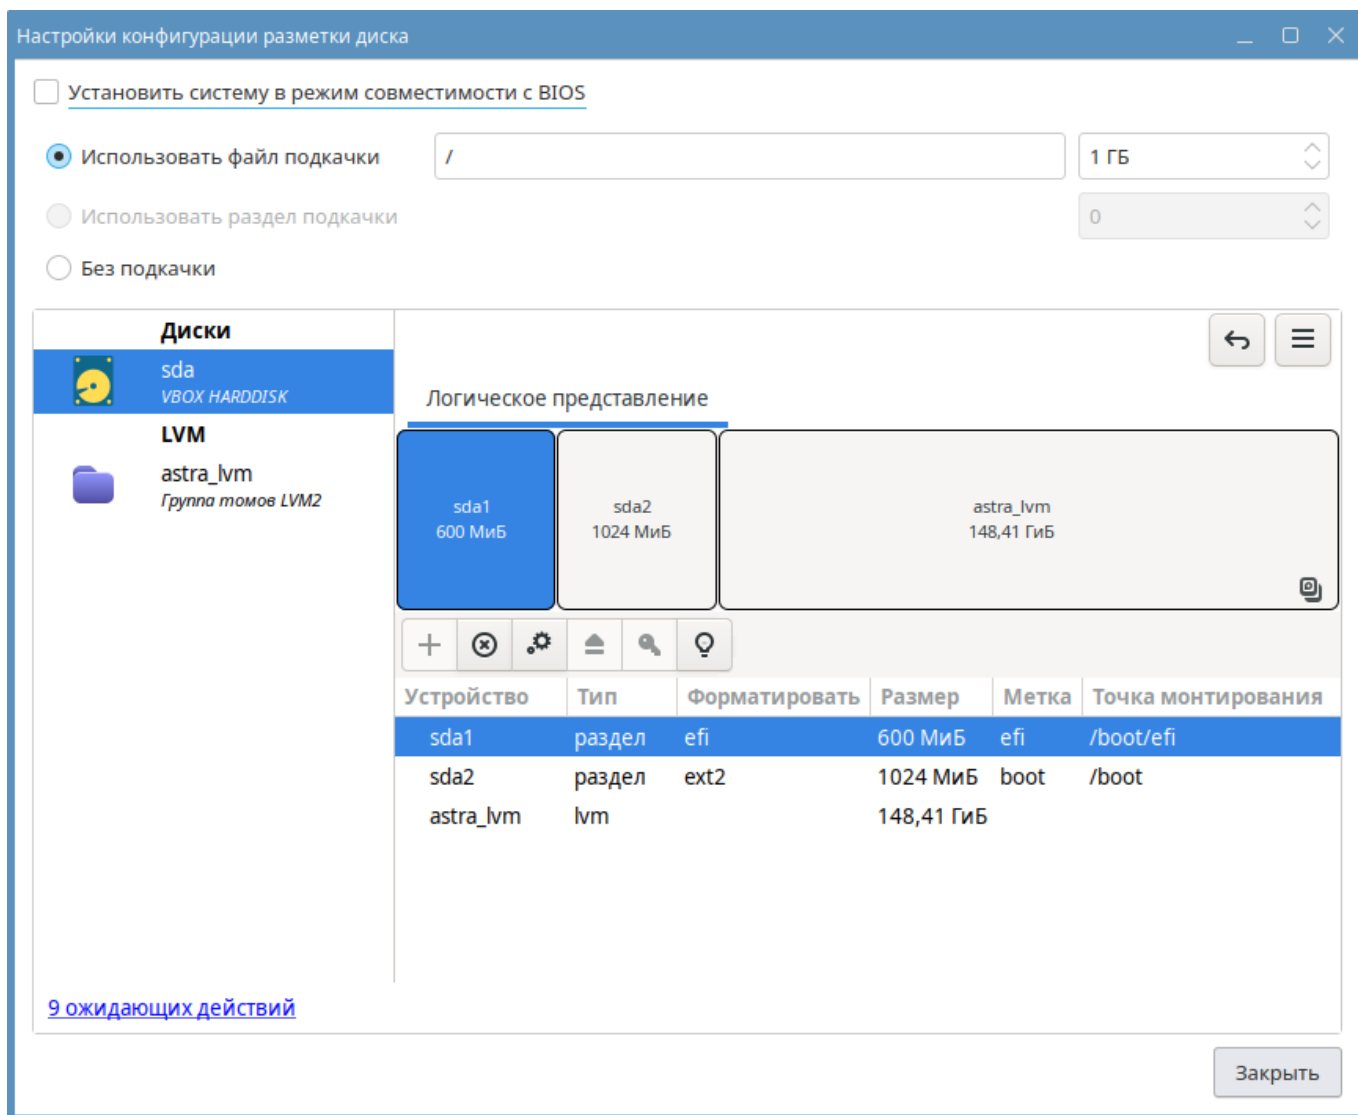 Настройки конфигурации разметки диска
Установить систему в режим совместимости с BIOS
Использовать файл подкачки / 1 ГБ
Использовать раздел подкачки 0
Без подкачки
Диски
sda
VBOX HARDDISK
LVM
astra_lvm
Группа томов LVM2
Логическое представление
sda1
600 МиБ
sda2
1024 МиБ
astra_lvm
148,41 ГиБ
Устройство Тип Форматировать Размер Метка Точка монтирования
sda1 раздел efi 600 МиБ efi /boot/efi
sda2 раздел ext2 1024 МиБ boot /boot
astra_lvm lvm 148,41 ГиБ
9 ожидающих действий
Закрыть